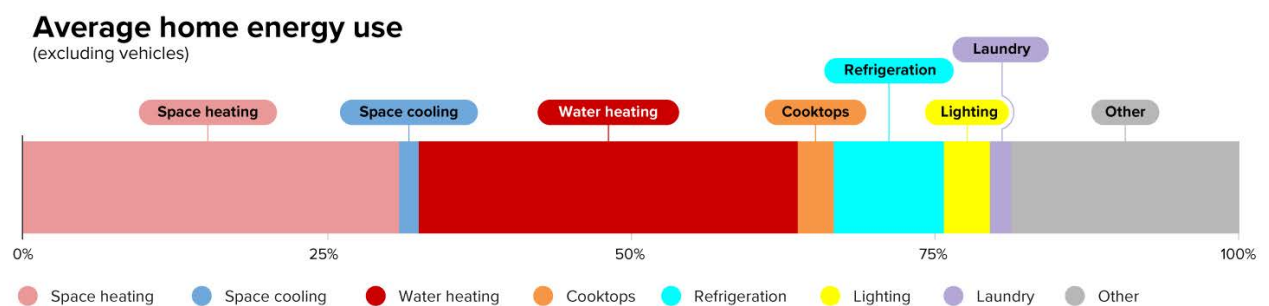 Average home energy use
(excluding vehicles)
Laundry
Refrigeration
Space heating
Space cooling
Water heating
Cooktops
Lighting
Other
0%
25%
50%
75%
100%
Space heating
Space cooling
Water heating
Cooktops
Refrigeration
Lighting
Laundry
Other